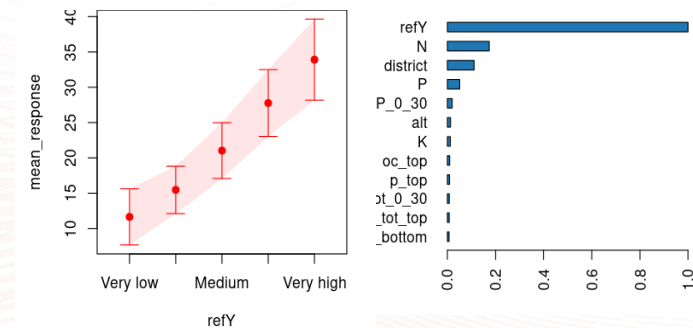 mean_response
40
35
30
25
20
15
10
Very low Medium Very high
refY
refY
N
district
P
P_0_30
alt
K
oc_top
p_top
ot_0_30
_tot_top
_bottom
0.0 0.2 0.4 0.6 0.8 1.0